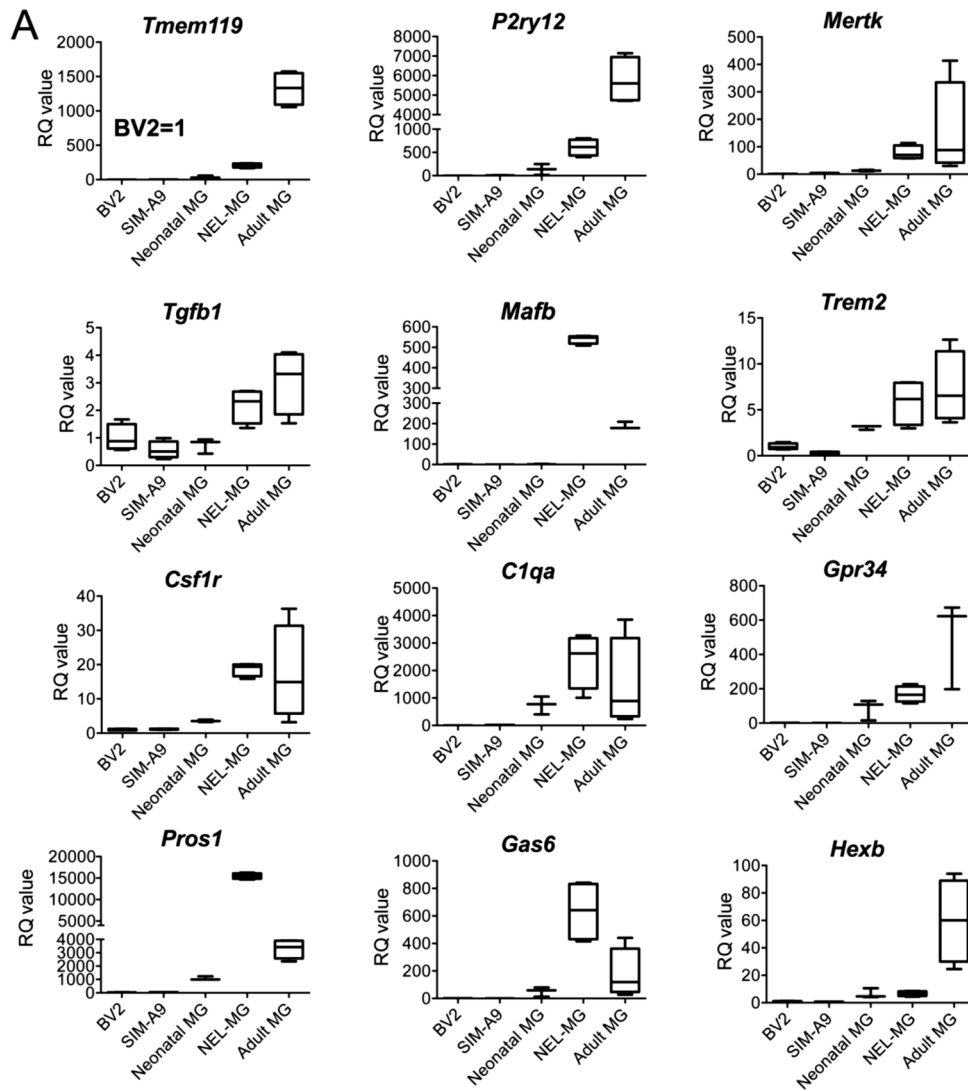 A
Tmem119
RQ value
2000
1500
1000
500
0
BV2=1
BV2
SIM-A9
Neonatal MG
NEL-MG
Adult MG
P2ry12
RQ value
8000
7000
6000
5000
4000
1000
500
0
BV2
SIM-A9
Neonatal MG
NEL-MG
Adult MG
Mertk
RQ value
500
400
300
200
100
0
BV2
SIM-A9
Neonatal MG
NEL-MG
Adult MG
Tgfb1
RQ value
5
4
3
2
1
0
BV2
SIM-A9
Neonatal MG
NEL-MG
Adult MG
Mafb
RQ value
600
500
400
300
200
100
0
BV2
SIM-A9
Neonatal MG
NEL-MG
Adult MG
Trem2
RQ value
15
10
5
0
BV2
SIM-A9
Neonatal MG
NEL-MG
Adult MG
Csf1r
RQ value
40
30
20
10
0
BV2
SIM-A9
Neonatal MG
NEL-MG
Adult MG
C1qa
RQ value
5000
4000
3000
2000
1000
0
BV2
SIM-A9
Neonatal MG
NEL-MG
Adult MG
Gpr34
RQ value
800
600
400
200
0
BV2
SIM-A9
Neonatal MG
NEL-MG
Adult MG
Pros1
RQ value
20000
15000
10000
5000
4000
3000
2000
1000
0
BV2
SIM-A9
Neonatal MG
NEL-MG
Adult MG
Gas6
RQ value
1000
800
600
400
200
0
BV2
SIM-A9
Neonatal MG
NEL-MG
Adult MG
Hexb
RQ value
100
80
60
40
20
0
BV2
SIM-A9
Neonatal MG
NEL-MG
Adult MG